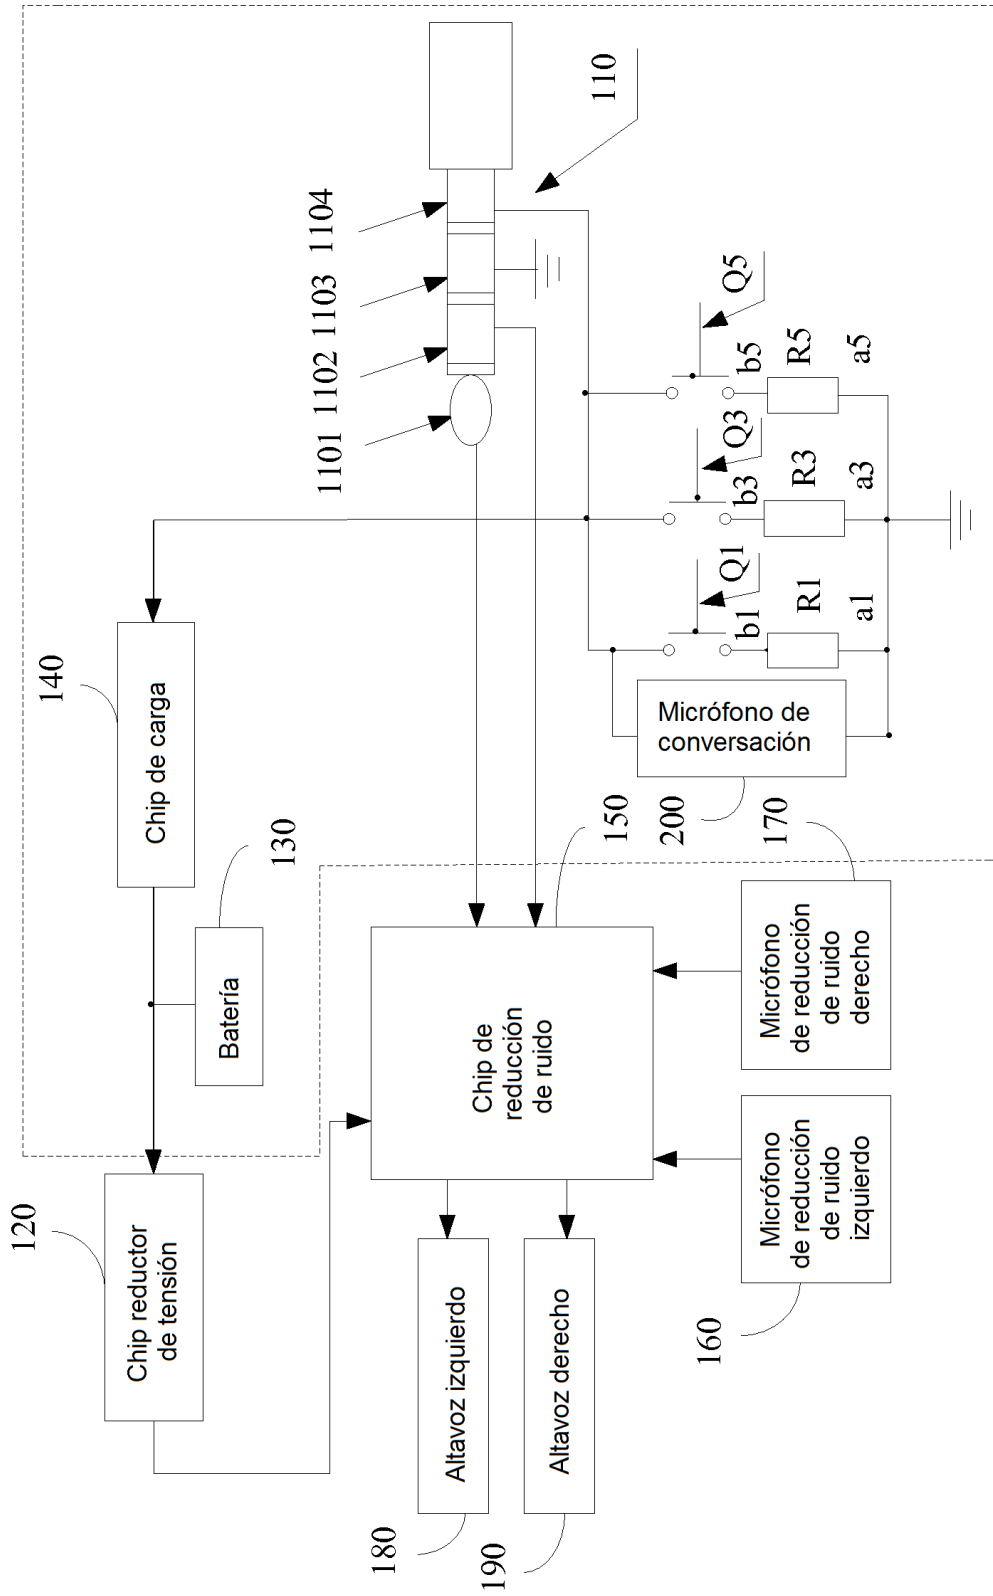 120
140
Chip reductor
de tensión
Chip de carga
Batería
130
1101
1102
1103
1104
180
Altavoz izquierdo
Chip de
reducción
de ruido
190
Altavoz derecho
110
150
200
Micrófono de
conversación
160
170
Q1
Q3
Q5
b1
b3
b5
R1
R3
R5
a1
a3
a5
Micrófono
de reducción
de ruido
izquierdo
Micrófono
de reducción
de ruido
derecho